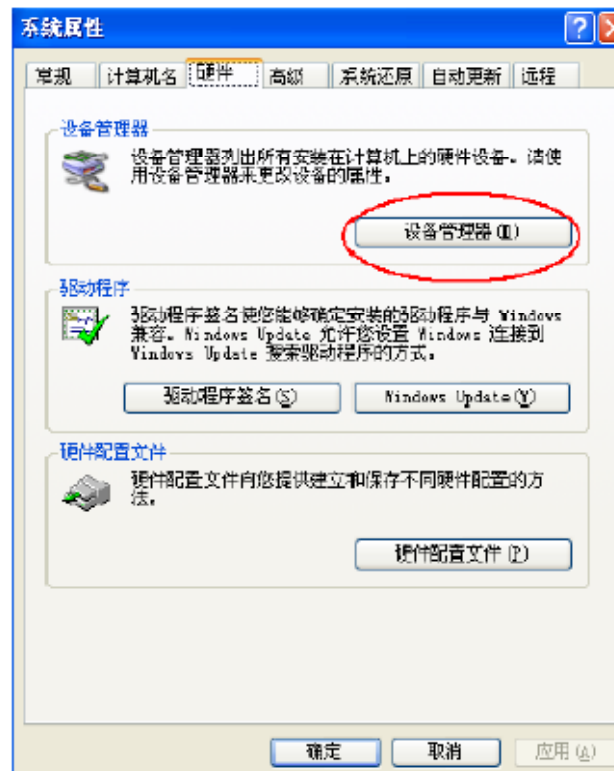 系统属性
常规 计算机名 硬件 高级 系统还原 自动更新 远程
设备管理器
设备管理器列出所有安装在计算机上的硬件设备。请使
用设备管理器来更改设备的属性。
设备管理器(D)
驱动程序
驱动程序签名使您能够确定安装的驱动程序与 Windows
兼容。Windows Update 允许您设置 Windows 连接到
Windows Update 搜索驱动程序的方式。
驱动程序签名(S) Windows Update(Y)
硬件配置文件
硬件配置文件向您提供建立和保存不同硬件配置的方
法。
硬件配置文件(P)
确定 取消 应用(A)